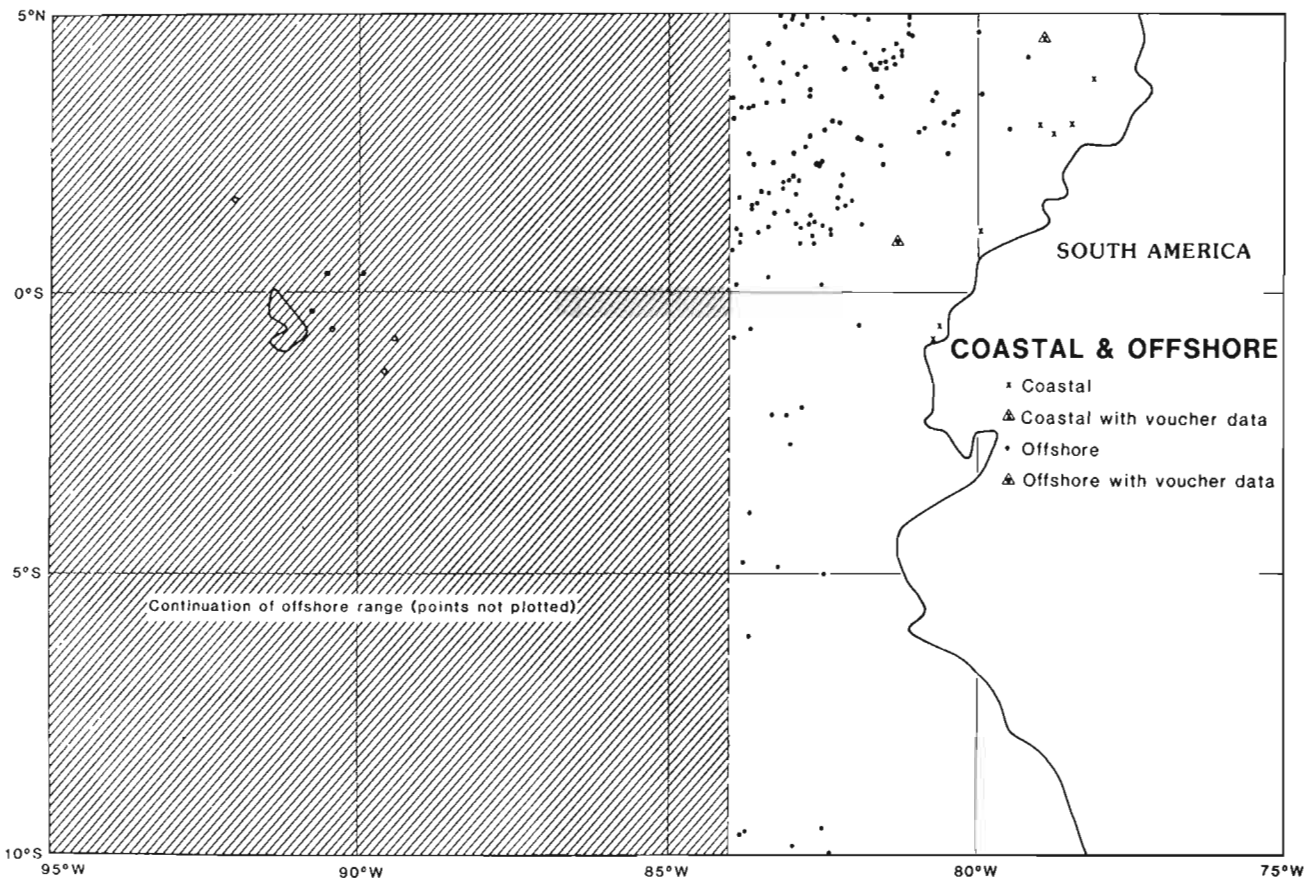 5°N
SOUTH AMERICA
0°S
COASTAL & OFFSHORE
x Coastal
Coastal with voucher data
Offshore
Offshore with voucher data
5°S
Continuation of offshore range (points not plotted)
10°S
95°W
90°W
85°W
80°W
75°W